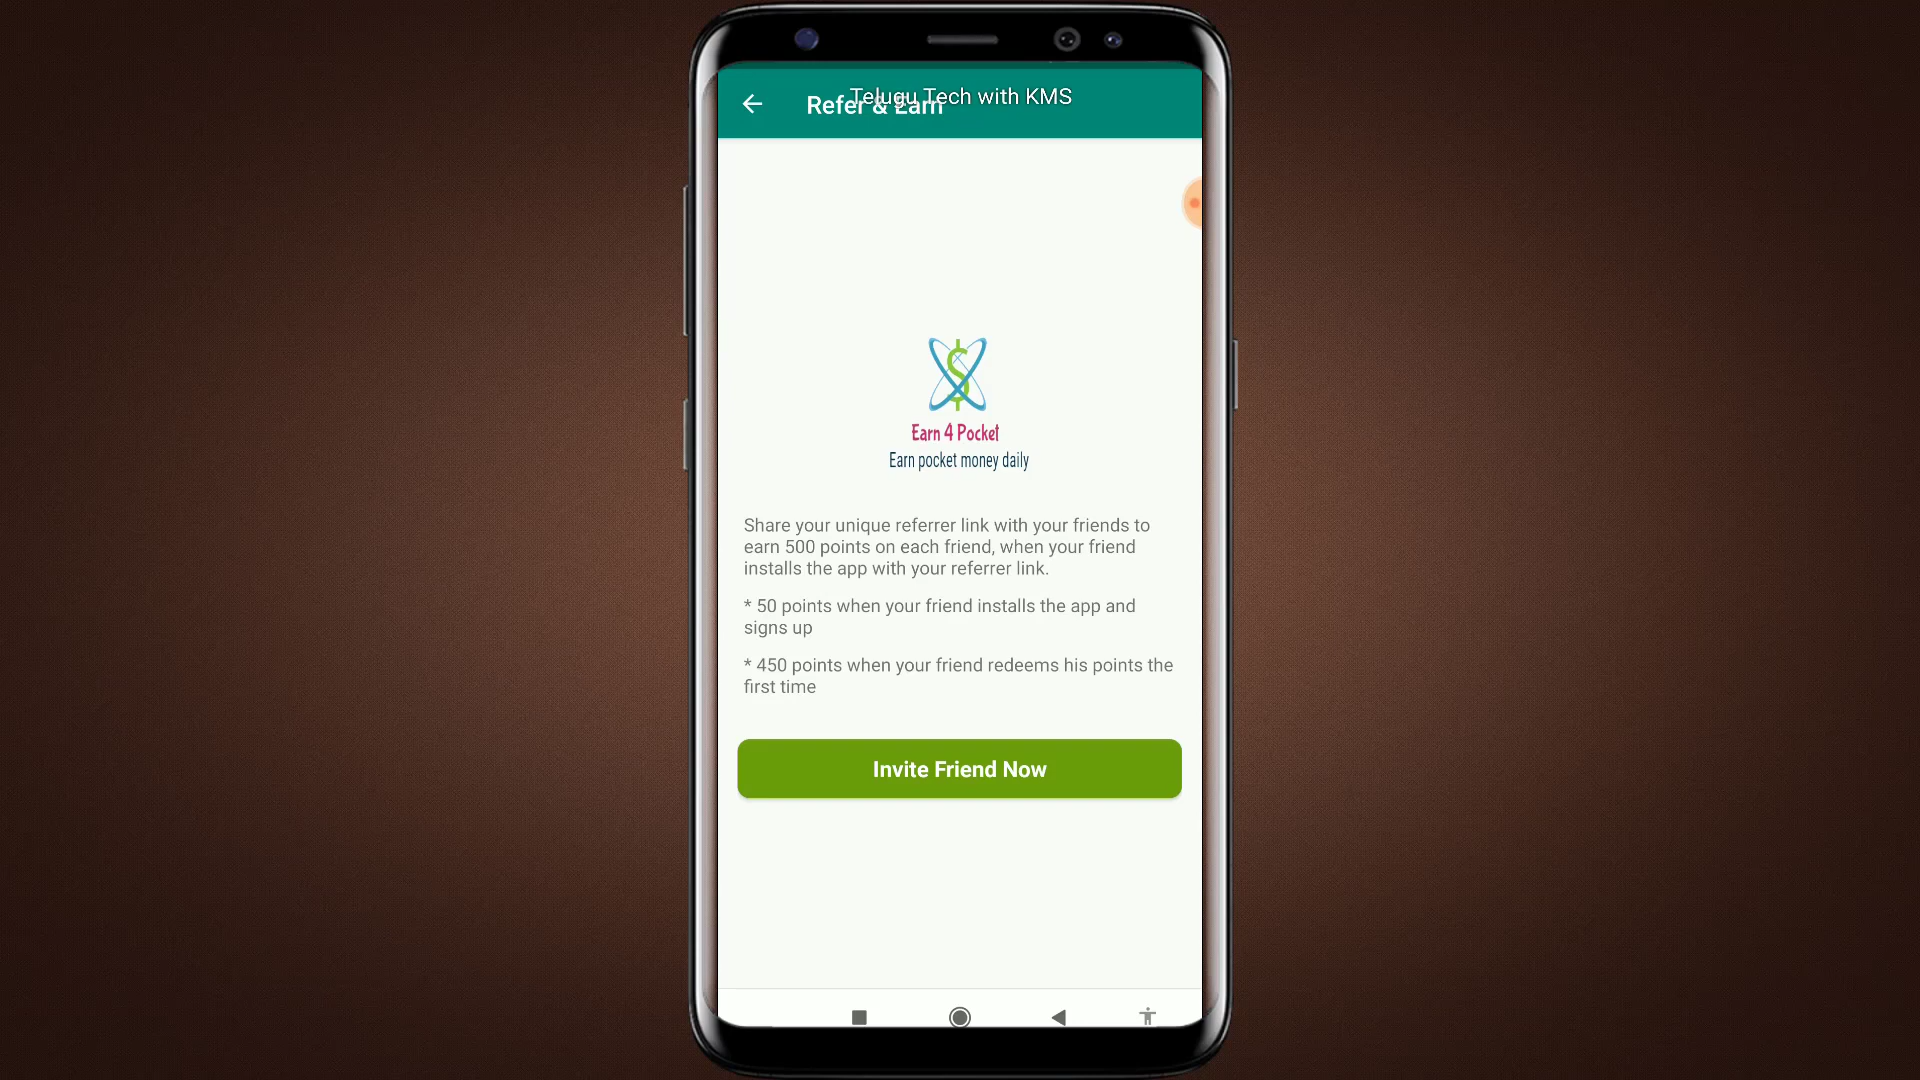 Telugu Tech with KMS
Refer & Earn
Earn 4 Pocket
Earn pocket money daily
Share your unique referrer link with your friends to
earn 500 points on each friend, when your friend
installs the app with your referrer link.
* 50 points when your friend installs the app and
signs up
* 450 points when your friend redeems his points the
first time
Invite Friend Now